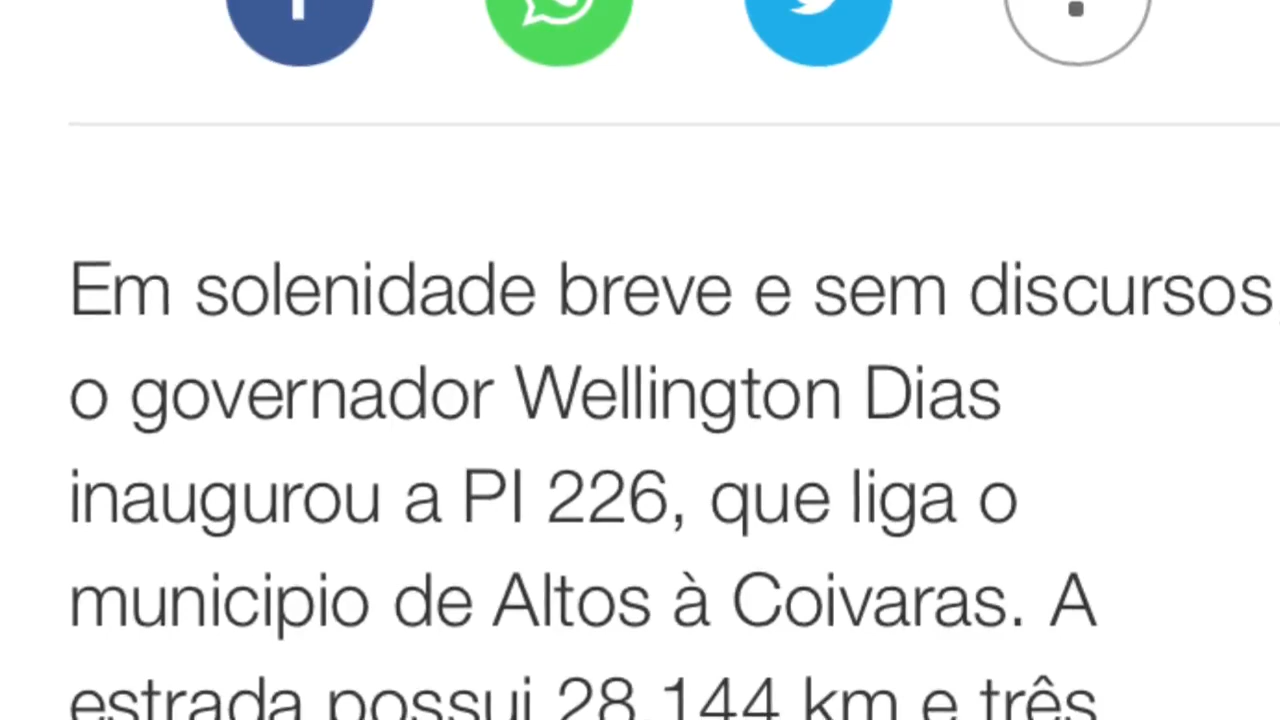 Em solenidade breve e sem discursos,
o governador Wellington Dias
inaugurou a PI 226, que liga o
municipio de Altos à Coivaras. A
estrada possui 28,144 km e três